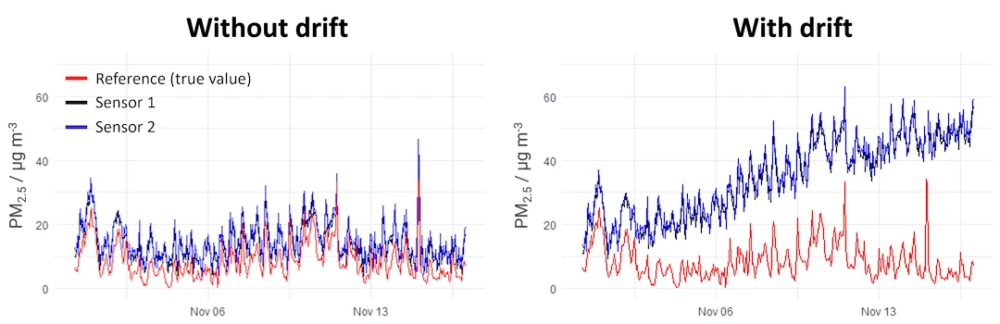 Without drift
Reference (true value)
Sensor 1
Sensor 2
PM2.5 / µg m-3
60
40
20
0
Nov 06
Nov 13
With drift
PM2.5 / µg m-3
60
40
20
0
Nov 06
Nov 13